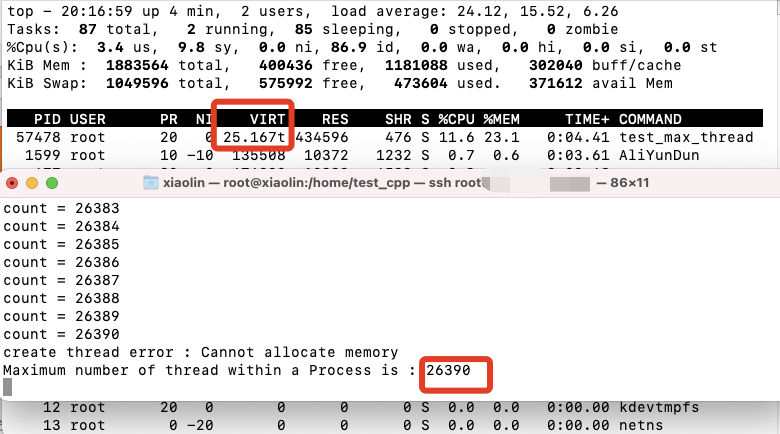 top - 20:16:59 up 4 min,  2 users,  load average: 24.12, 15.52, 6.26
Tasks:  87 total,   2 running,  85 sleeping,   0 stopped,   0 zombie
%Cpu(s):  3.4 us,  9.8 sy,  0.0 ni, 86.9 id,  0.0 wa,  0.0 hi,  0.0 si,  0.0 st
KiB Mem :  1883564 total,   400436 free,  1181088 used,   302040 buff/cache
KiB Swap:  1049596 total,   575992 free,   473604 used.   371612 avail Mem
PID USER      PR  NI    VIRT    RES    SHR S %CPU %MEM     TIME+ COMMAND
57478 root      20   0 25.167t 434596    476 S 11.6 23.1   0:04.41 test_max_thread
1599 root      10 -10  135508  10372   1232 S  0.7  0.6   0:03.61 AliYunDun
xiaolin — root@xiaolin:/home/test_cpp — ssh root — 86×11
count = 26383
count = 26384
count = 26385
count = 26386
count = 26387
count = 26388
count = 26389
count = 26390
create thread error : Cannot allocate memory
Maximum number of thread within a Process is : 26390
12 root      20   0       0      0      0 S  0.0  0.0   0:00.00 kdevtmpfs
13 root       0 -20       0      0      0 S  0.0  0.0   0:00.00 netns